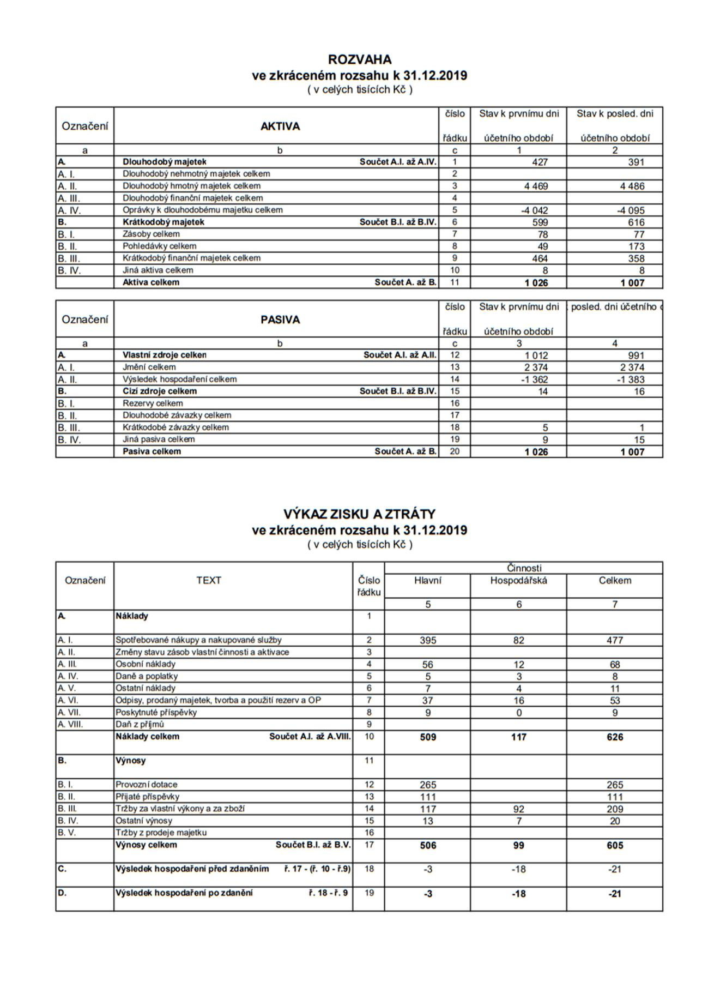 ROZVAHA
ve zkráceném rozsahu k 31.12.2019
( v celých tisících Kč )
Označení AKTIVA číslo řádku Stav k prvnímu dni účetního období Stav k posled. dni účetního období
a b c 1 2
A. Dlouhodobý majetek Součet A.I. až A.IV. 1 427 391
A. I. Dlouhodobý nehmotný majetek celkem 2
A. II. Dlouhodobý hmotný majetek celkem 3 4 469 4 486
A. III. Dlouhodobý finanční majetek celkem 4
A. IV. Oprávky k dlouhodobému majetku celkem 5 -4 042 -4 095
B. Krátkodobý majetek Součet B.I. až B.IV. 6 599 616
B. I. Zásoby celkem 7 78 77
B. II. Pohledávky celkem 8 49 173
B. III. Krátkodobý finanční majetek celkem 9 464 358
B. IV. Jiná aktiva celkem 10 8 8
Aktiva celkem Součet A. až B. 11 1 026 1 007
Označení PASIVA číslo řádku Stav k prvnímu dni účetního období posled. dni účetního
a b c 3 4
A. Vlastní zdroje celken Součet A.I. až A.II. 12 1 012 991
A. I. Jmění celkem 13 2 374 2 374
A. II. Výsledek hospodaření celkem 14 -1 362 -1 383
B. Cizí zdroje celkem Součet B.I. až B.IV. 15 14 16
B. I. Rezervy celkem 16
B. II. Dlouhodobé závazky celkem 17
B. III. Krátkodobé závazky celkem 18 5 1
B. IV. Jiná pasiva celkem 19 9 15
Pasiva celkem Součet A. až B. 20 1 026 1 007
VÝKAZ ZISKU A ZTRÁTY
ve zkráceném rozsahu k 31.12.2019
( v celých tisících Kč )
Označení TEXT Číslo řádku Činnosti
Hlavní Hospodářská Celkem
5 6 7
A. Náklady 1
A. I. Spotřebované nákupy a nakupované služby 2 395 82 477
A. II. Změny stavu zásob vlastní činnosti a aktivace 3
A. III. Osobní náklady 4 56 12 68
A. IV. Daně a poplatky 5 5 3 8
A. V. Ostatní náklady 6 7 4 11
A. VI. Odpisy, prodaný majetek, tvorba a použití rezerv a OP 7 37 16 53
A. VII. Poskytnuté příspěvky 8 9 0 9
A. VIII. Daň z příjmů 9
Náklady celkem Součet A.I. až A.VIII. 10 509 117 626
B. Výnosy 11
B. I. Provozní dotace 12 265 265
B. II. Přijaté příspěvky 13 111 111
B. III. Tržby za vlastní výkony a za zboží 14 117 92 209
B. IV. Ostatní výnosy 15 13 7 20
B. V. Tržby z prodeje majetku 16
Výnosy celkem Součet B.I. až B.V. 17 506 99 605
C. Výsledek hospodaření před zdaněním ř. 17 - (ř. 10 - ř.9) 18 -3 -18 -21
D. Výsledek hospodaření po zdanění ř. 18 - ř. 9 19 -3 -18 -21